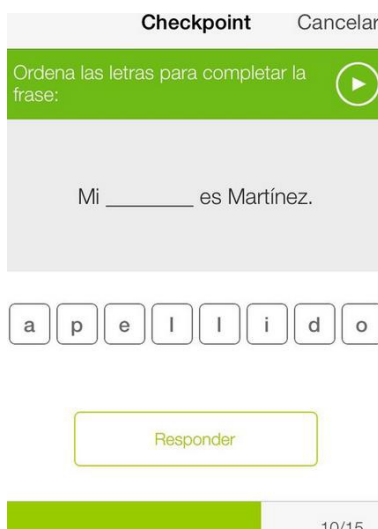 Checkpoint Cancelar
Ordena las letras para completar la
frase:
Mi ________ es Martínez.
a p e l l i d o
Responder
10/15